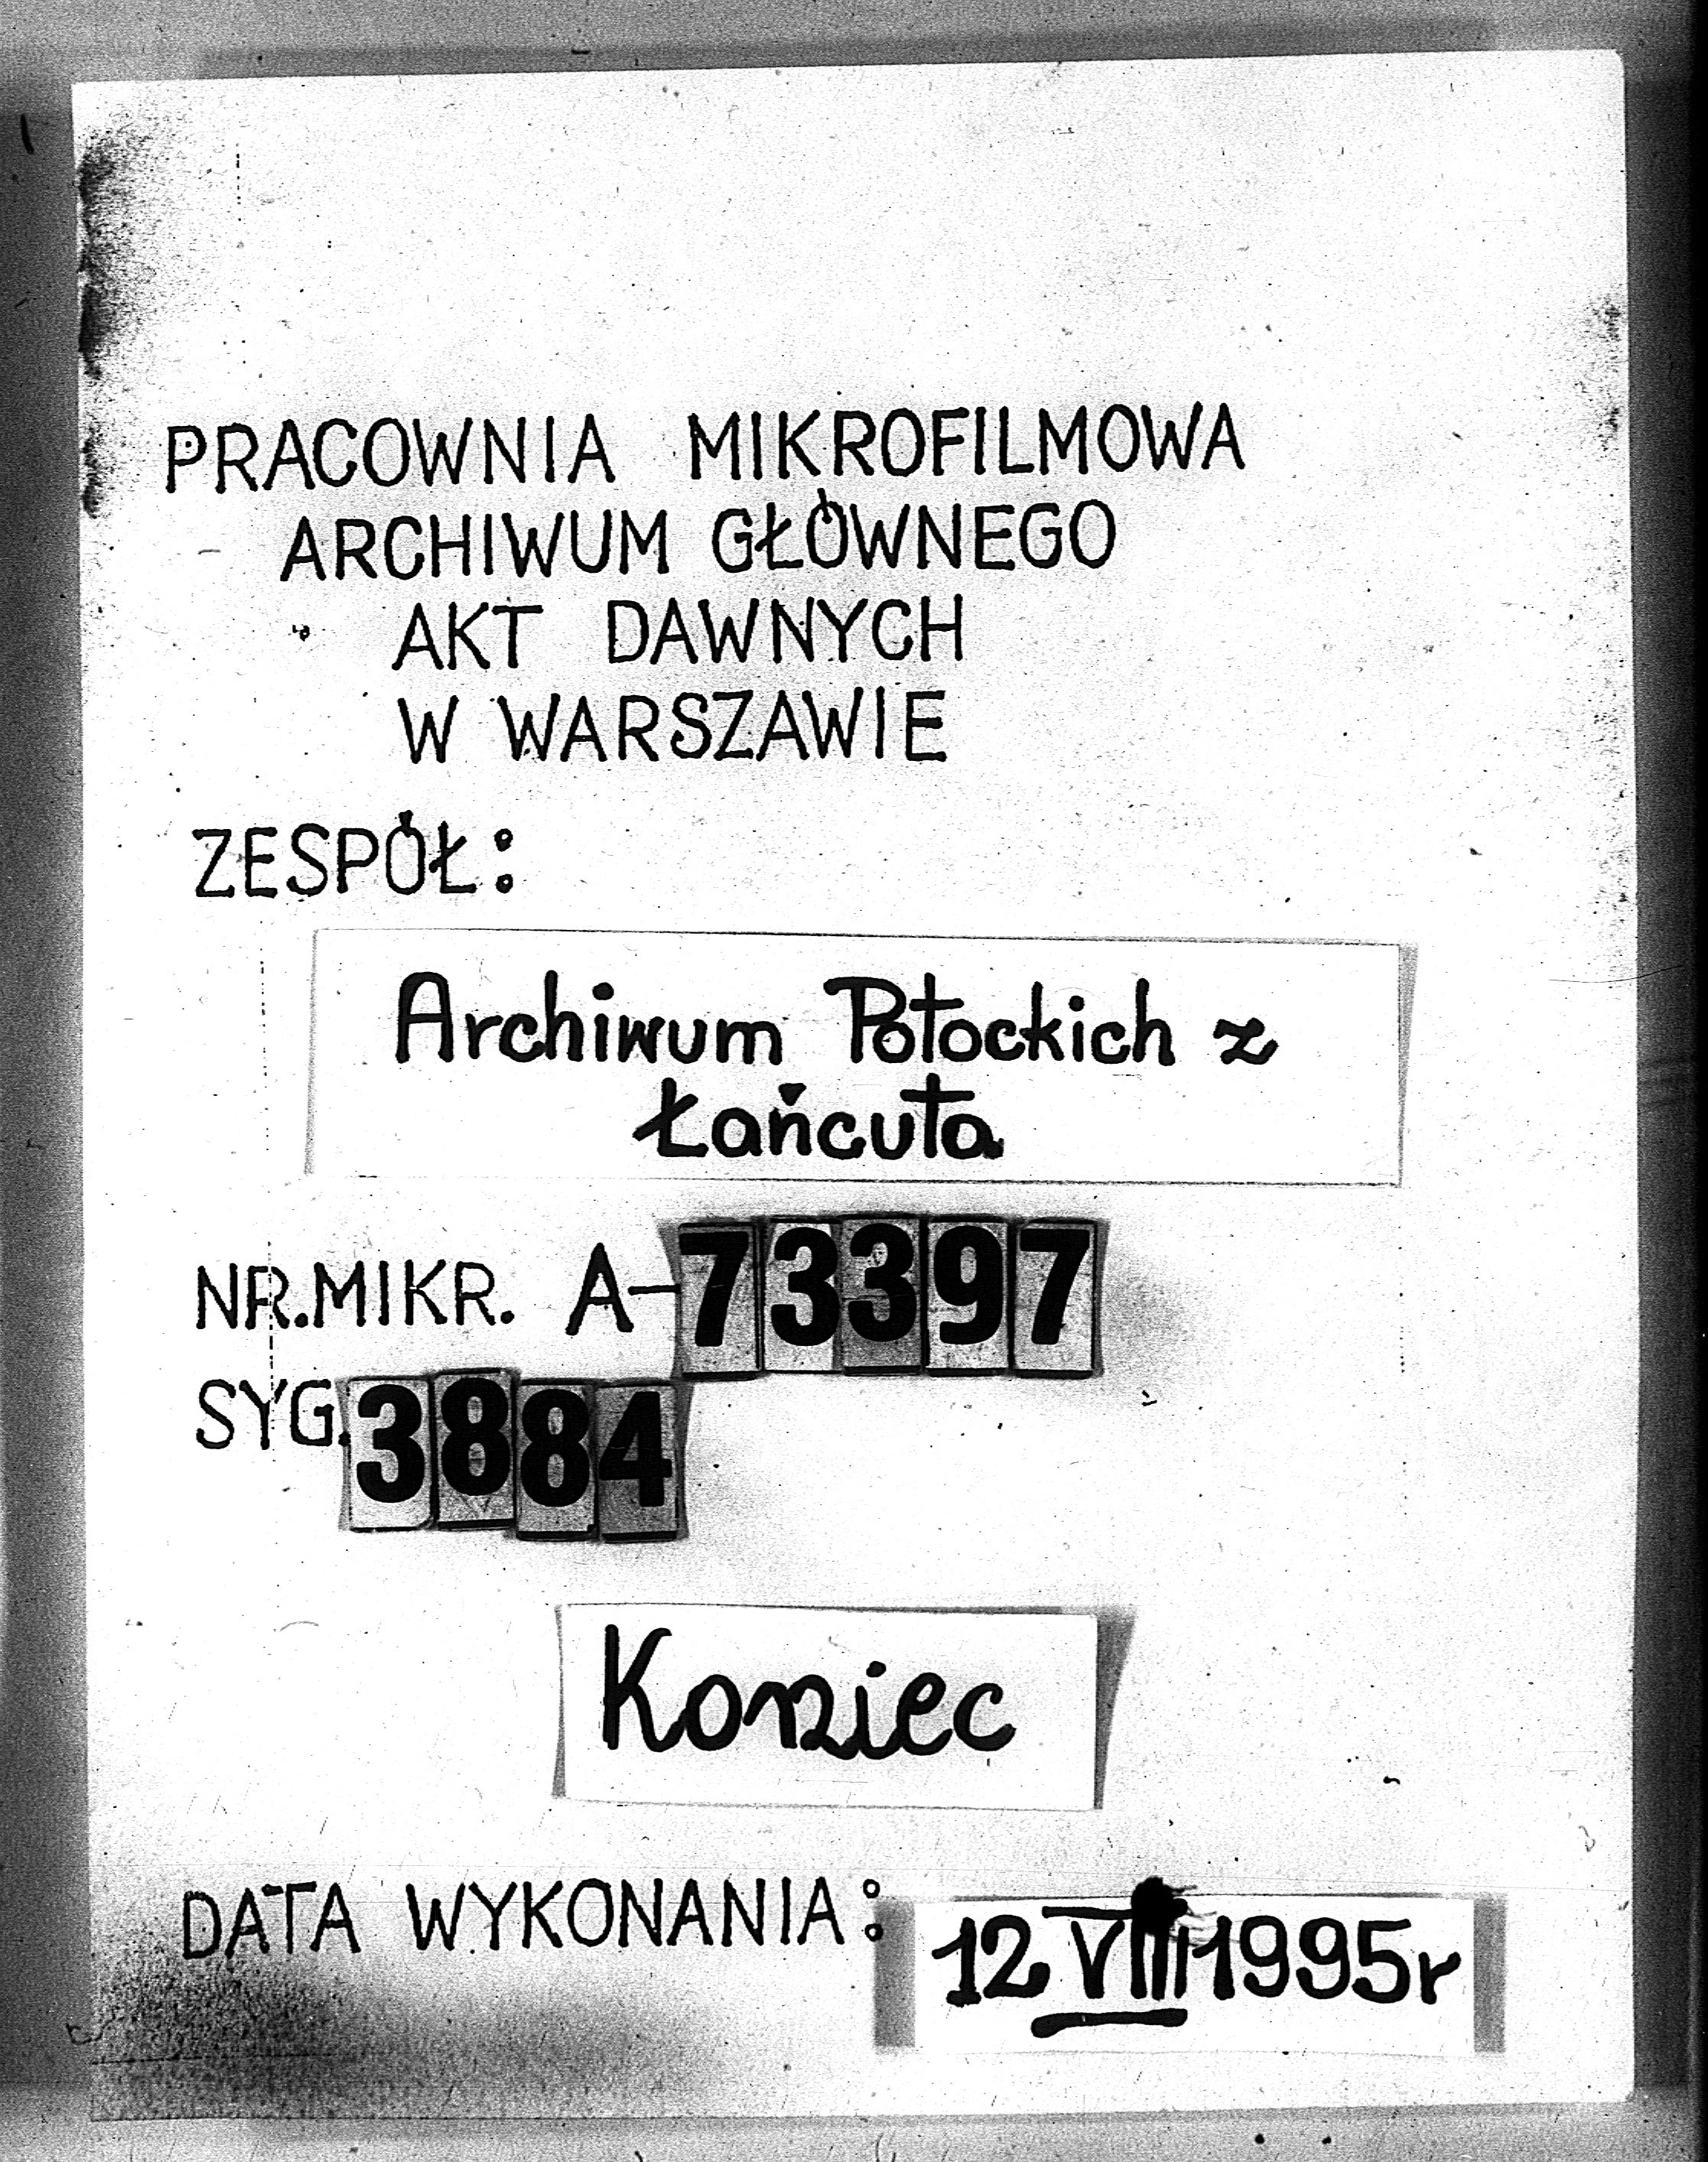 PRACOWNIA MIKROFILMOWA
ARCHIWUM GŁÓWNEGO
AKT DAWNYCH
W WARSZAWIE
ZESPÓŁ:
Archiwum Potockich z
Łańcuta
NR.MIKR. A-73397
SYG.3884
Koniec
DATA WYKONANIA: 12 VIII 1995r